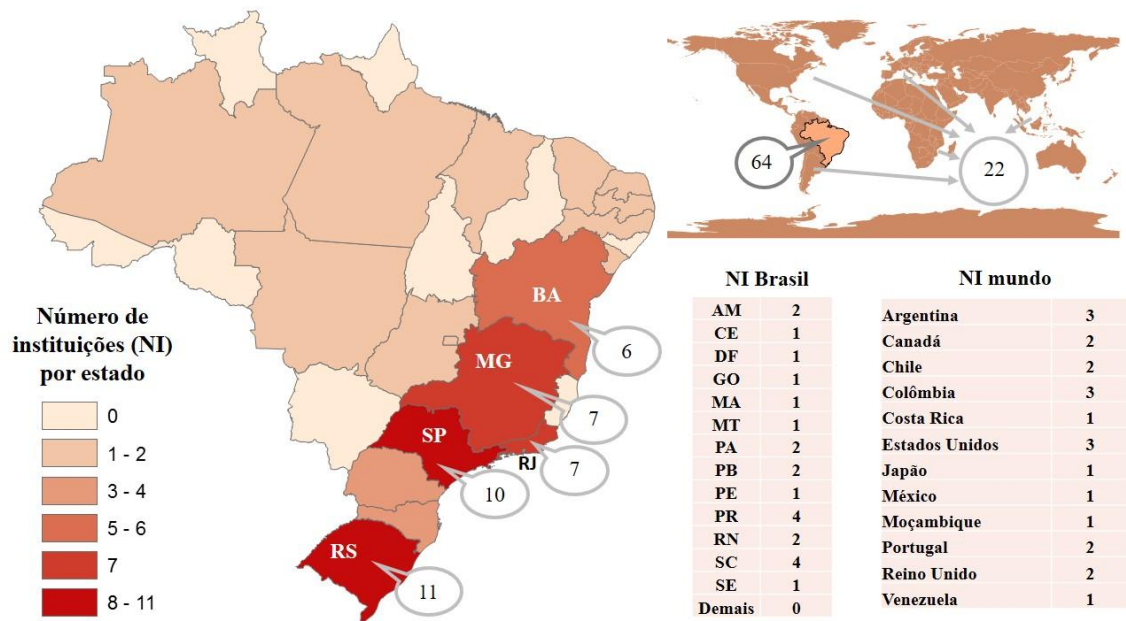 BA
6
MG
7
SP
RJ
7
10
RS
11
Número de
instituições (NI)
por estado
0
1 - 2
3 - 4
5 - 6
7
8 - 11
64
22
NI Brasil
AM 2
CE 1
DF 1
GO 1
MA 1
MT 1
PA 2
PB 2
PE 1
PR 4
RN 2
SC 4
SE 1
Demais 0
NI mundo
Argentina 3
Canadá 2
Chile 2
Colômbia 3
Costa Rica 1
Estados Unidos 3
Japão 1
México 1
Moçambique 1
Portugal 2
Reino Unido 2
Venezuela 1